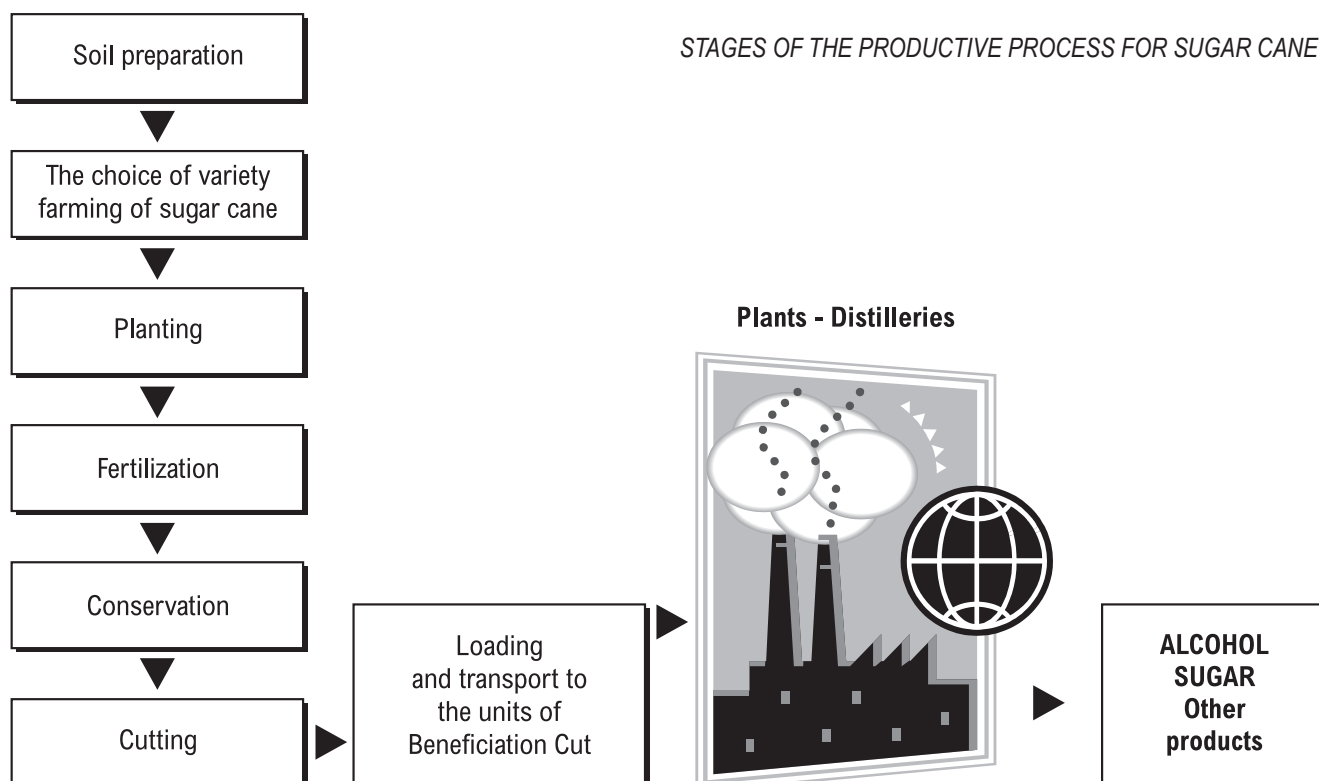 STAGES OF THE PRODUCTIVE PROCESS FOR SUGAR CANE
Soil preparation
The choice of variety
farming of sugar cane
Planting
Fertilization
Conservation
Cutting
Loading
and transport to
the units of
Beneficiation Cut
Plants - Distilleries
ALCOHOL
SUGAR
Other
products